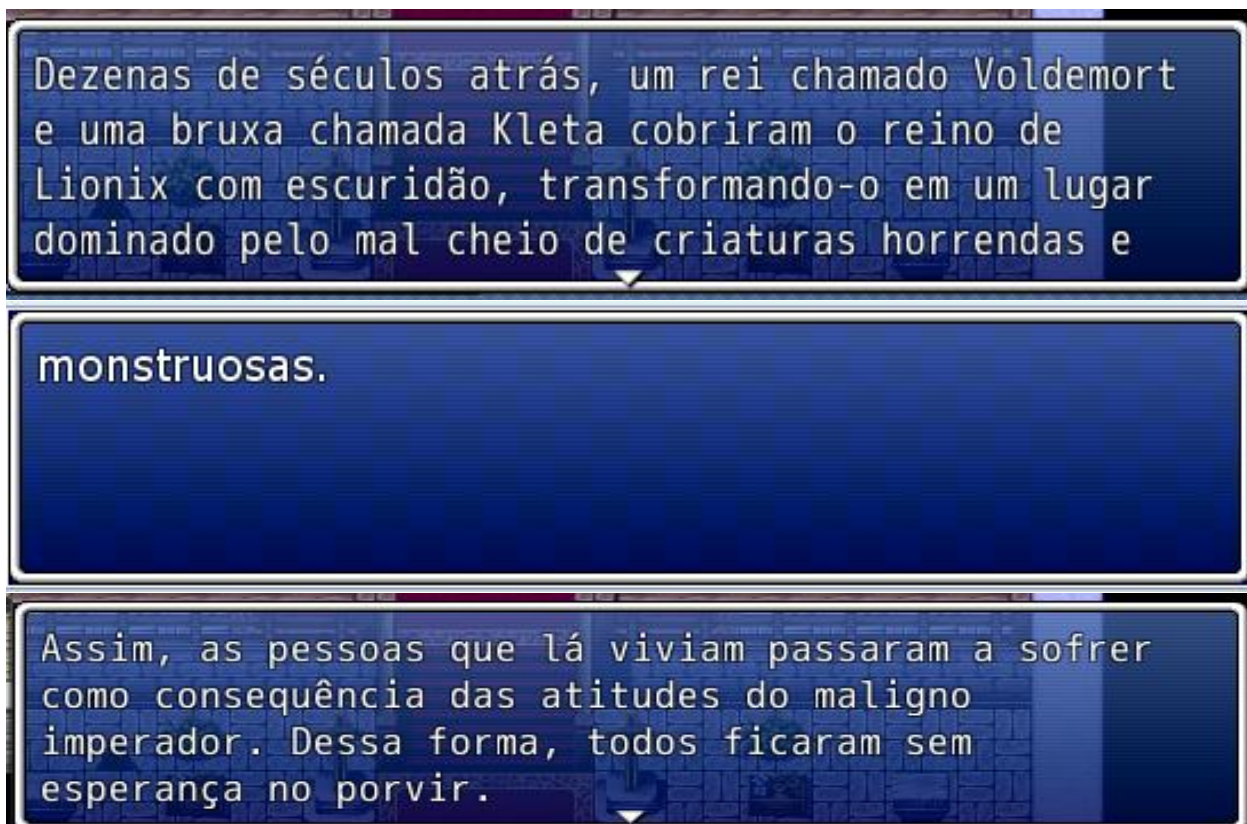 Dezenas de séculos atrás, um rei chamado Voldemort
e uma bruxa chamada Kleta cobriram o reino de
Lionix com escuridão, transformando-o em um lugar
dominado pelo mal cheio de criaturas horrendas e
monstruosas.
Assim, as pessoas que lá viviam passaram a sofrer
como consequência das atitudes do maligno
imperador. Dessa forma, todos ficaram sem
esperança no porvir.